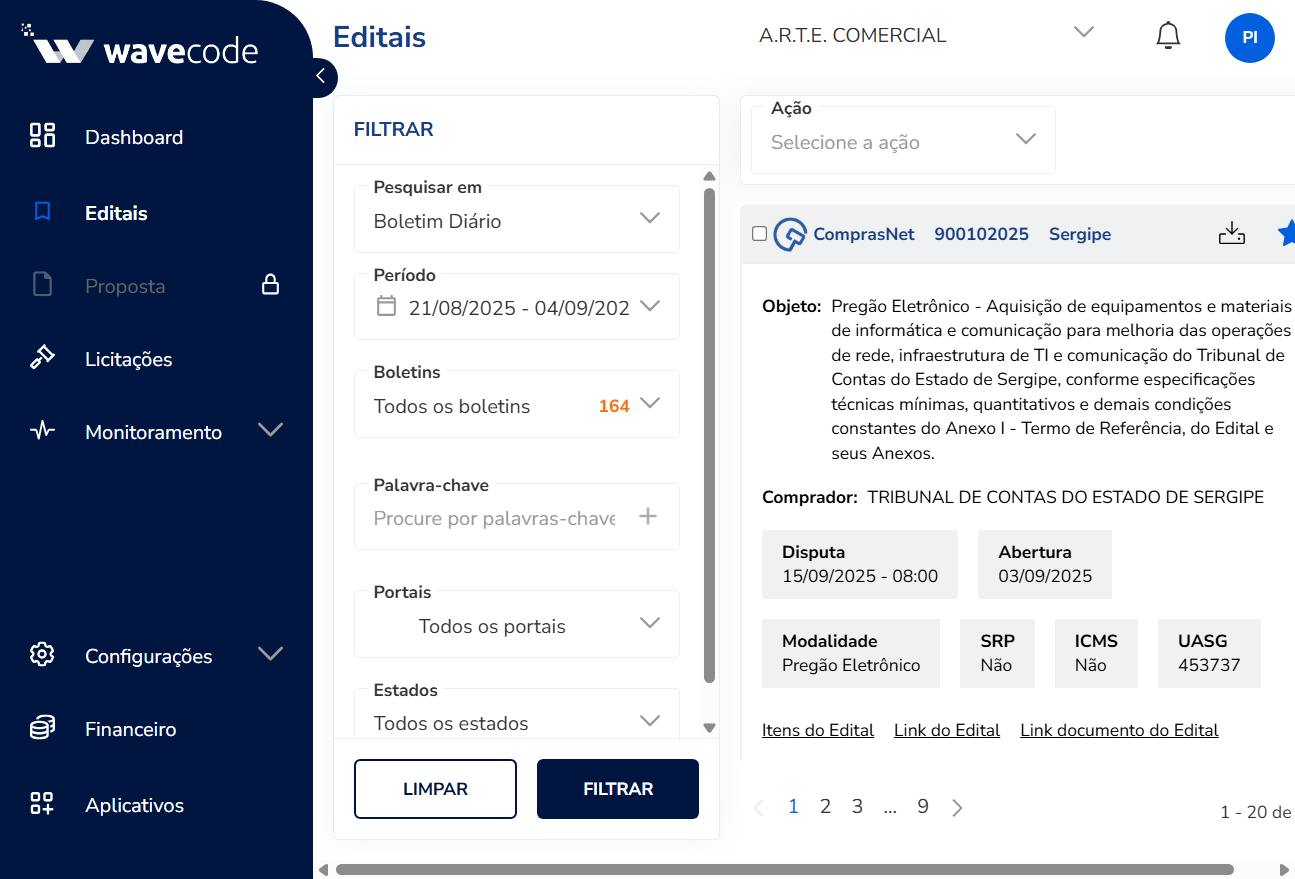 wavecode
Dashboard
Editais
Proposta
Licitações
Monitoramento
Configurações
Financeiro
Aplicativos
Editais
A.R.T.E. COMERCIAL
PI
FILTRAR
Pesquisar em
Boletim Diário
Período
21/08/2025 - 04/09/202
Boletins
Todos os boletins 164
Palavra-chave
Procure por palavras-chave
Portais
Todos os portais
Estados
Todos os estados
LIMPAR FILTRAR
Ação
Selecione a ação
ComprasNet 900102025 Sergipe
Objeto: Pregão Eletrônico - Aquisição de equipamentos e materiais
de informática e comunicação para melhoria das operações
de rede, infraestrutura de TI e comunicação do Tribunal de
Contas do Estado de Sergipe, conforme especificações
técnicas mínimas, quantitativos e demais condições
constantes do Anexo I - Termo de Referência, do Edital e
seus Anexos.
Comprador: TRIBUNAL DE CONTAS DO ESTADO DE SERGIPE
Disputa Abertura
15/09/2025 - 08:00 03/09/2025
Modalidade SRP ICMS UASG
Pregão Eletrônico Não Não 453737
Itens do Edital Link do Edital Link documento do Edital
1 2 3 ... 9
1 - 20 de